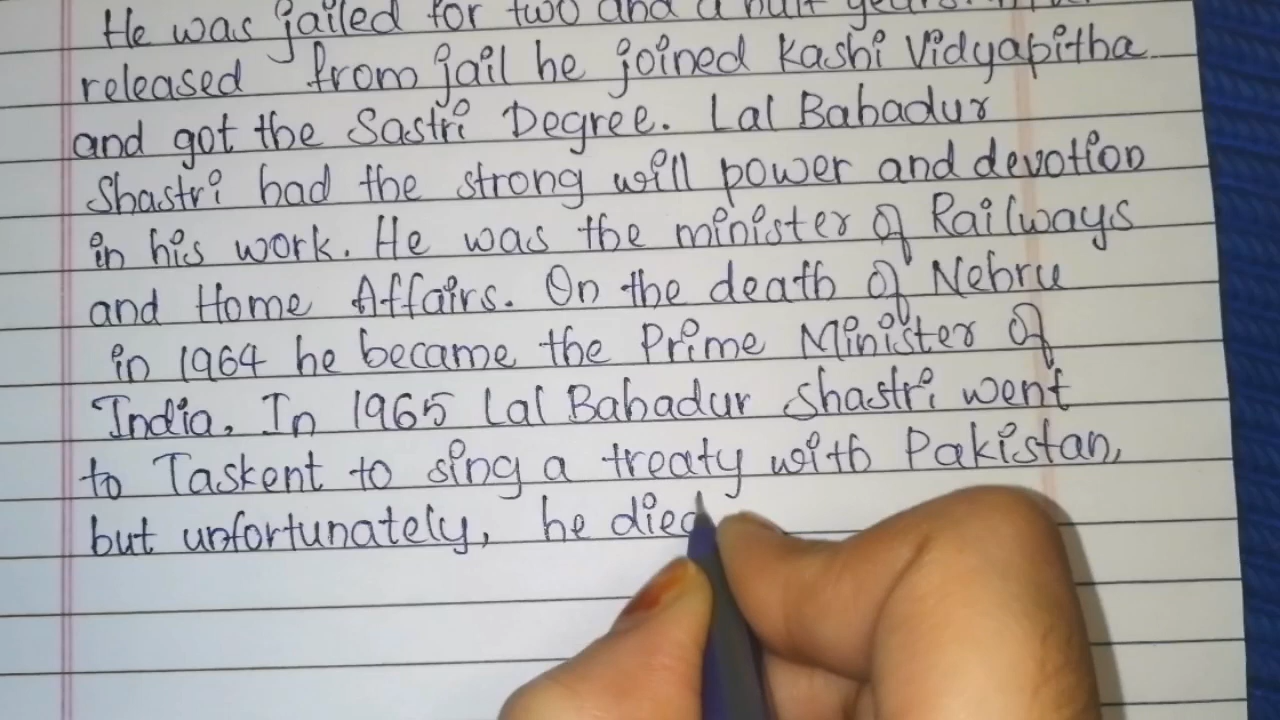 He was jailed for two and a half years. After
released from jail he joined Kashi Vidyapitha
and got the Sastri Degree. Lal Bahadur
Shastri had the strong will power and devotion
in his work. He was the minister of Railways
and Home Affairs. On the death of Nehru
in 1964 he became the Prime Minister of
India. In 1965 Lal Bahadur Shastri went
to Taskent to sing a treaty with Pakistan,
but unfortunately, he died